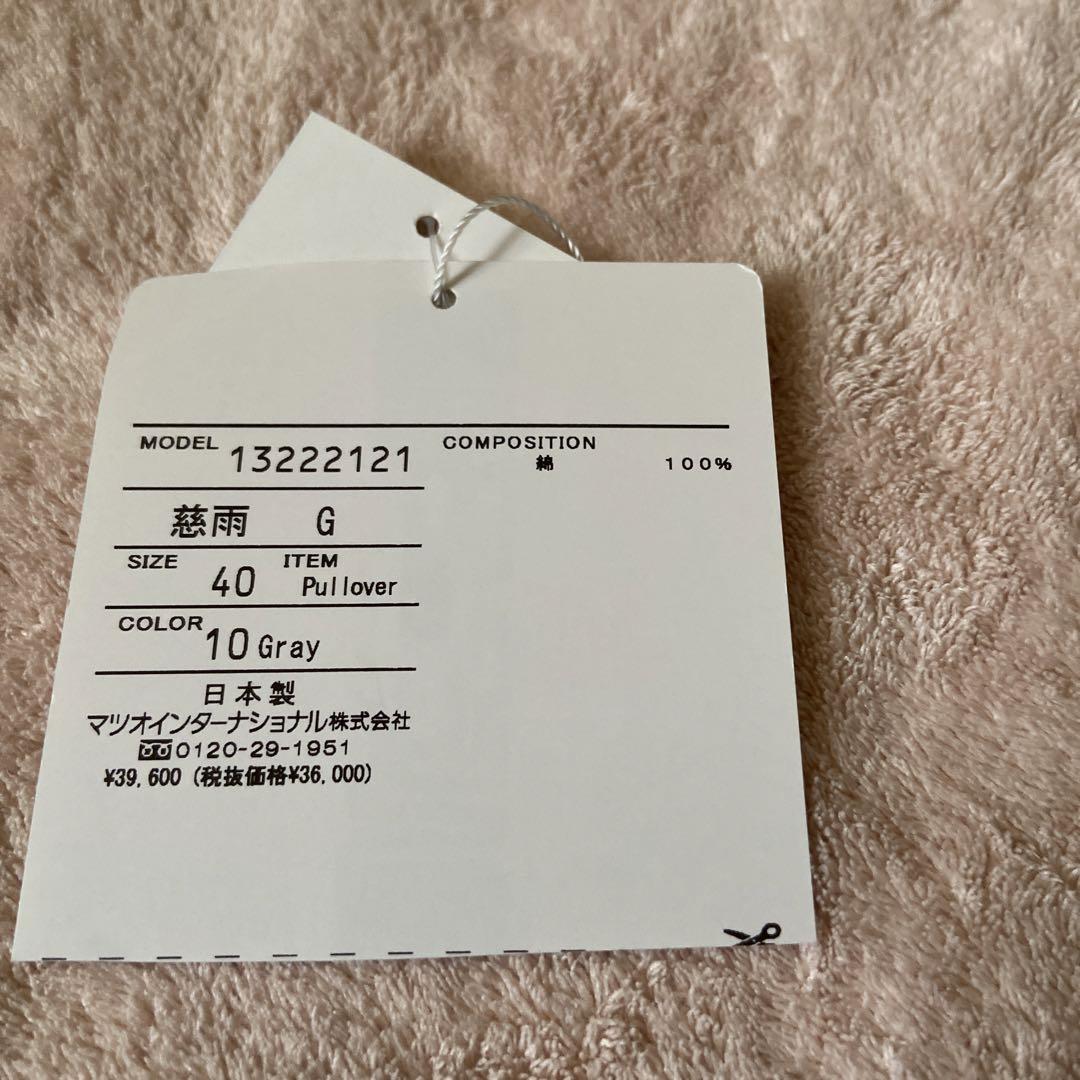 MODEL 13222121
COMPOSITION
綿 100%
慈雨 G
SIZE 40 ITEM Pullover
COLOR 10 Gray
日本製
マツオインターナショナル株式会社
0120-29-1951
¥39,600 (税抜価格¥36,000)